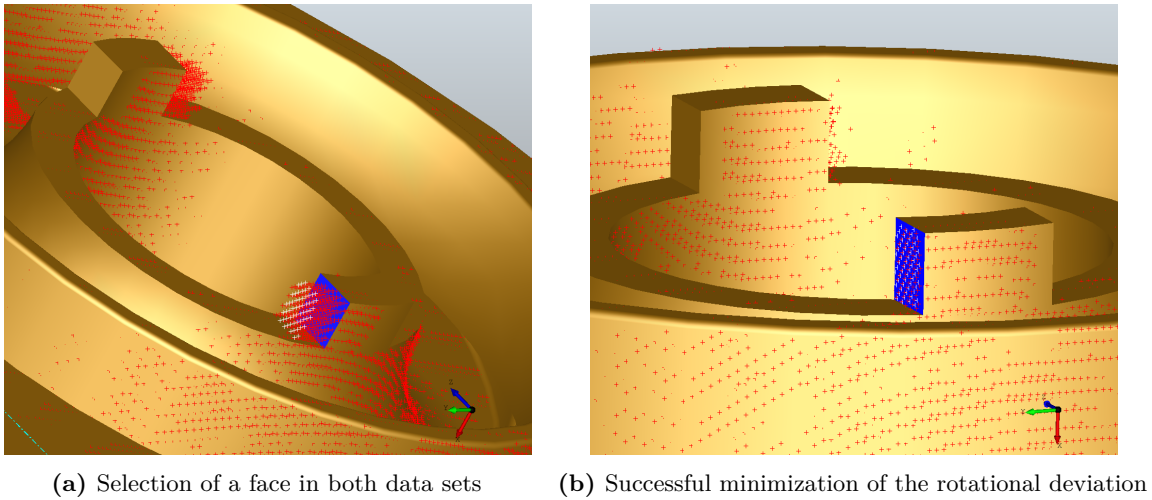 (a) Selection of a face in both data sets
(b) Successful minimization of the rotational deviation